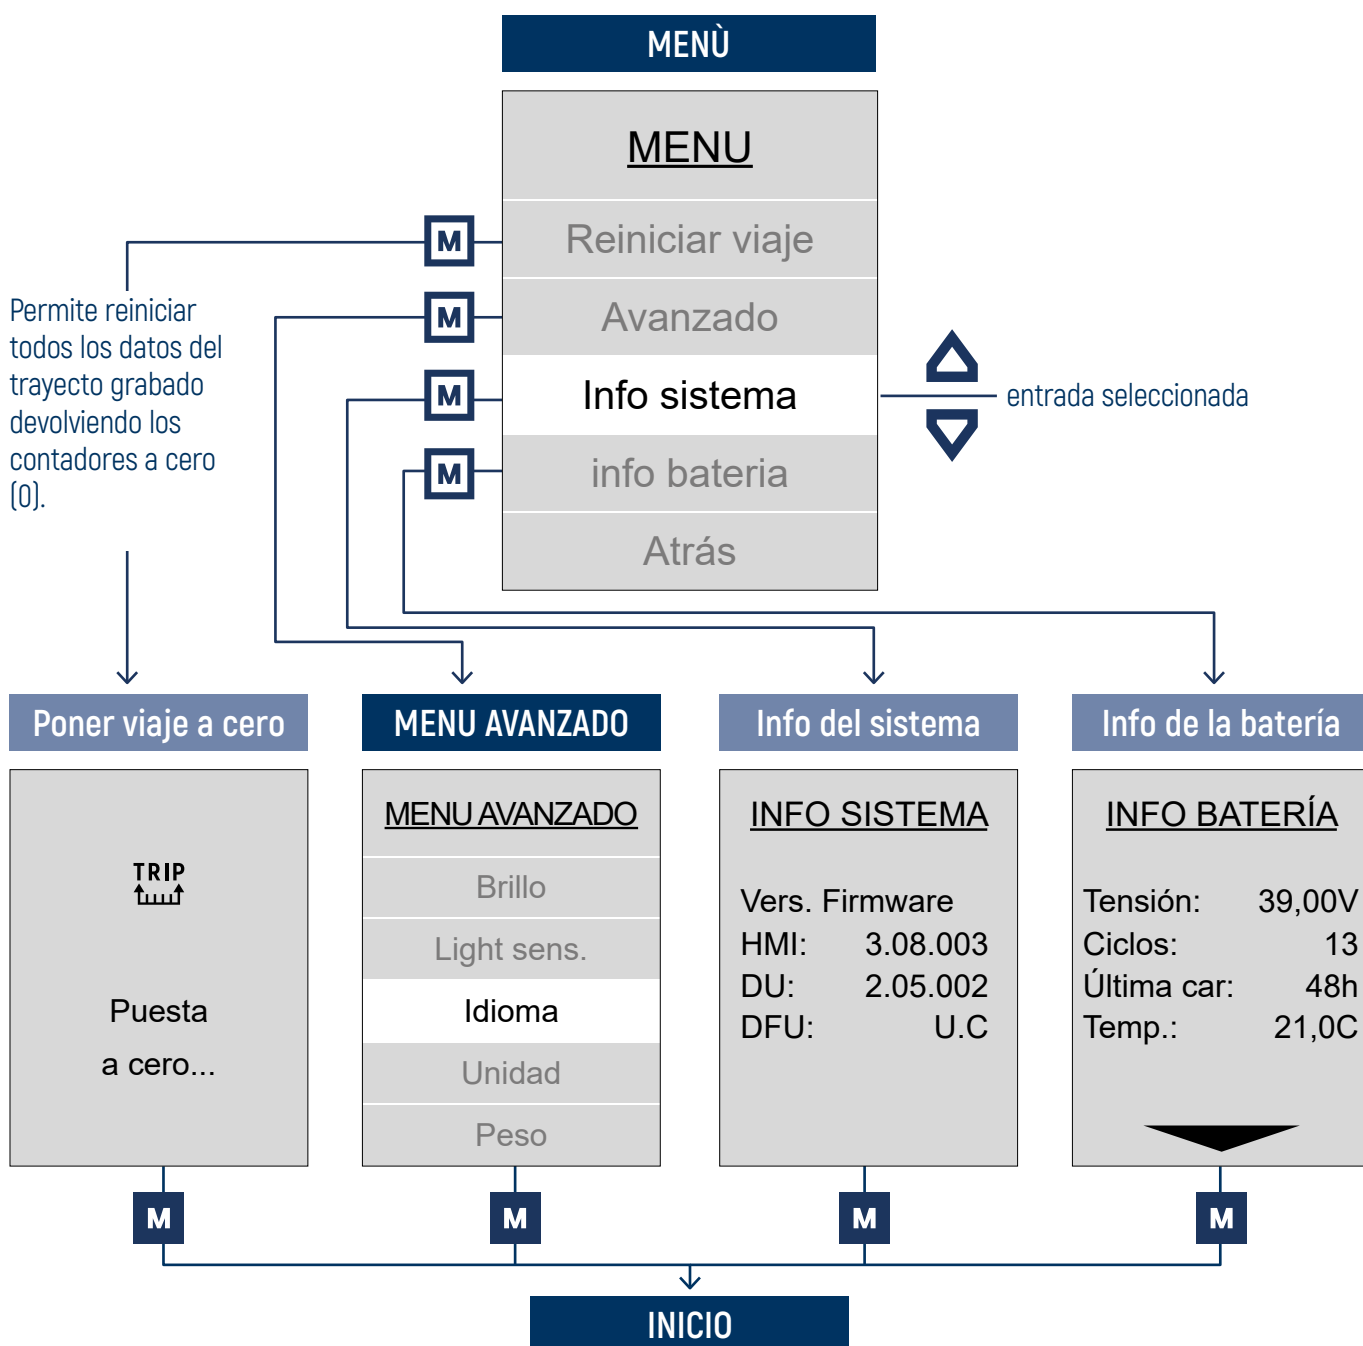 MENÙ
MENU
M
Reiniciar viaje
M
Avanzado
Permite reiniciar
todos los datos del
trayecto grabado
devolviendo los
contadores a cero
(0).
M
Info sistema
entrada seleccionada
M
info bateria
Atrás
Poner viaje a cero
MENU AVANZADO
Info del sistema
Info de la batería
TRIP
Puesta
a cero...
MENU AVANZADO
Brillo
Light sens.
Idioma
Unidad
Peso
INFO SISTEMA
Vers. Firmware
HMI: 3.08.003
DU: 2.05.002
DFU: U.C
INFO BATERÍA
Tensión: 39,00V
Ciclos: 13
Última car: 48h
Temp.: 21,0C
M
M
M
M
INICIO